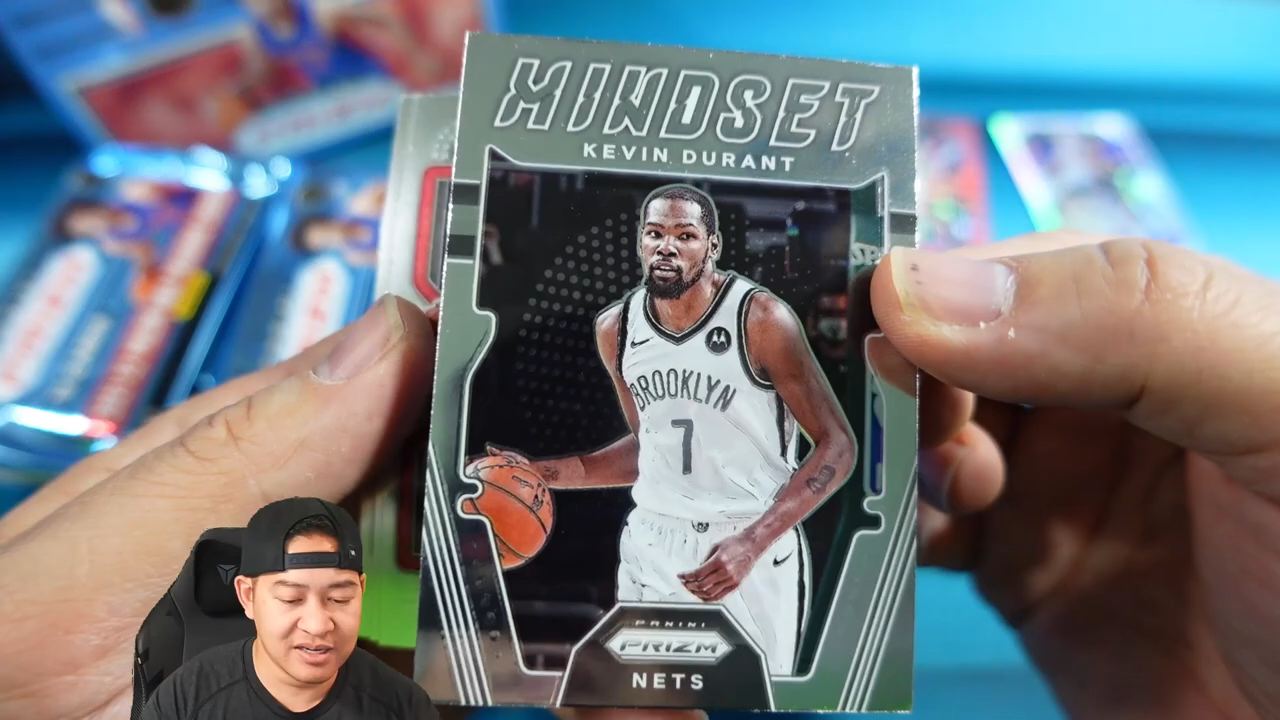 MINDSET
KEVIN DURANT
BROOKLYN
7
PANINI
PRIZM
NETS